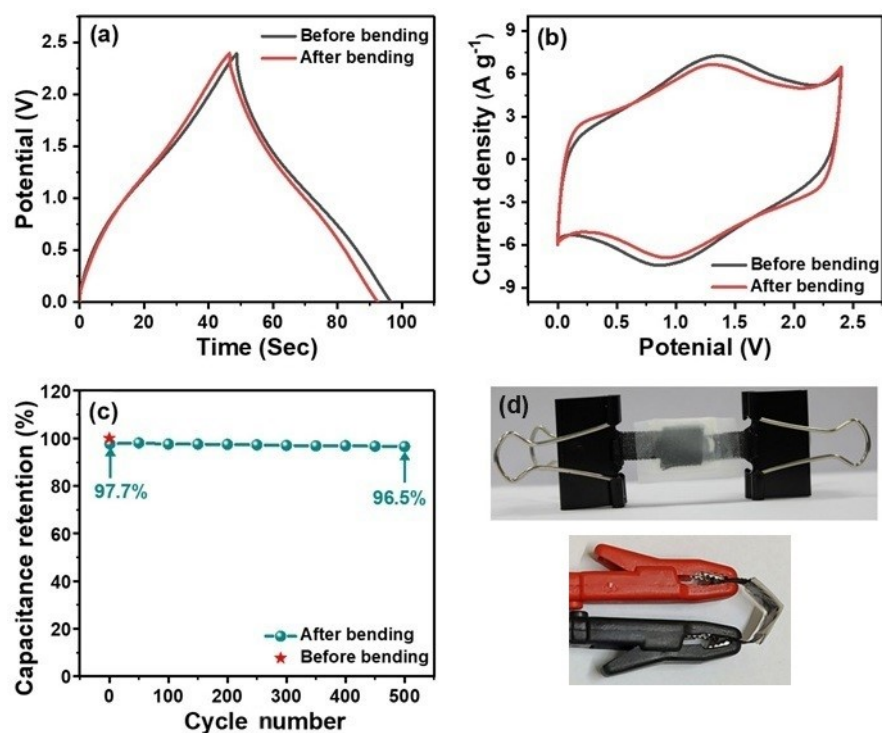 (a)
Before bending
After bending
2.5
2.0
1.5
1.0
0.5
0.0
Potential (V)
0 20 40 60 80 100
Time (Sec)
(b)
Before bending
After bending
9
6
3
0
-3
-6
-9
Current density (A g⁻¹)
0.0 0.5 1.0 1.5 2.0 2.5
Potenial (V)
(c)
120
100
80
60
40
20
0
Capacitance retention (%)
97.7%
96.5%
After bending
Before bending
0 100 200 300 400 500
Cycle number
(d)